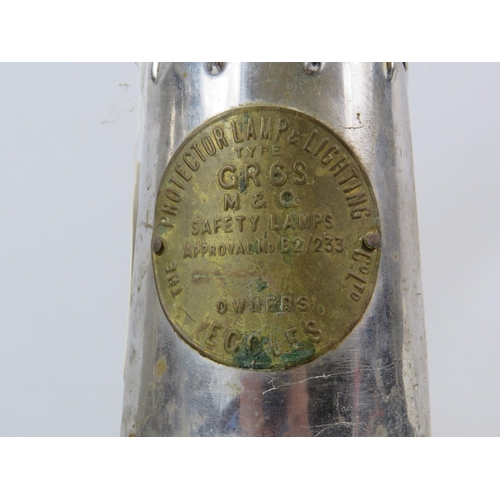 THE PROTECTOR LAMP & LIGHTING CO LTD
TYPE
GR6S
M & Q
SAFETY LAMPS
APPROVAL No B2/233
OWNERS
ECCLES